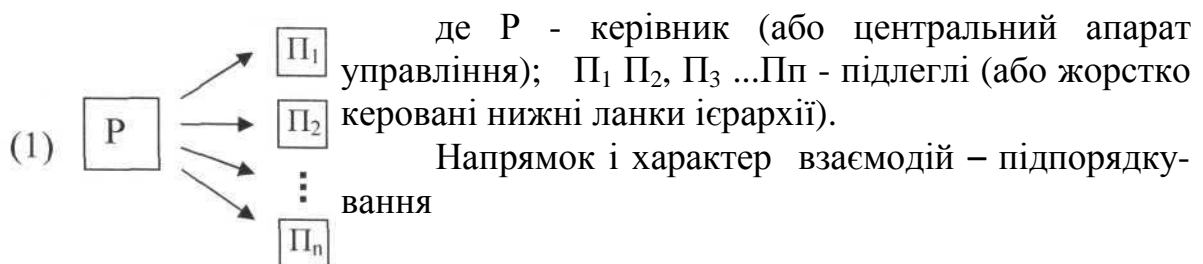 (1)
Р
П₁
П₂
⋮
Пₙ
де Р - керівник (або центральний апарат
управління); П₁ П₂, П₃ ...Пп - підлеглі (або жорстко
керовані нижні ланки ієрархії).
Напрямок і характер взаємодій – підпорядку-
вання